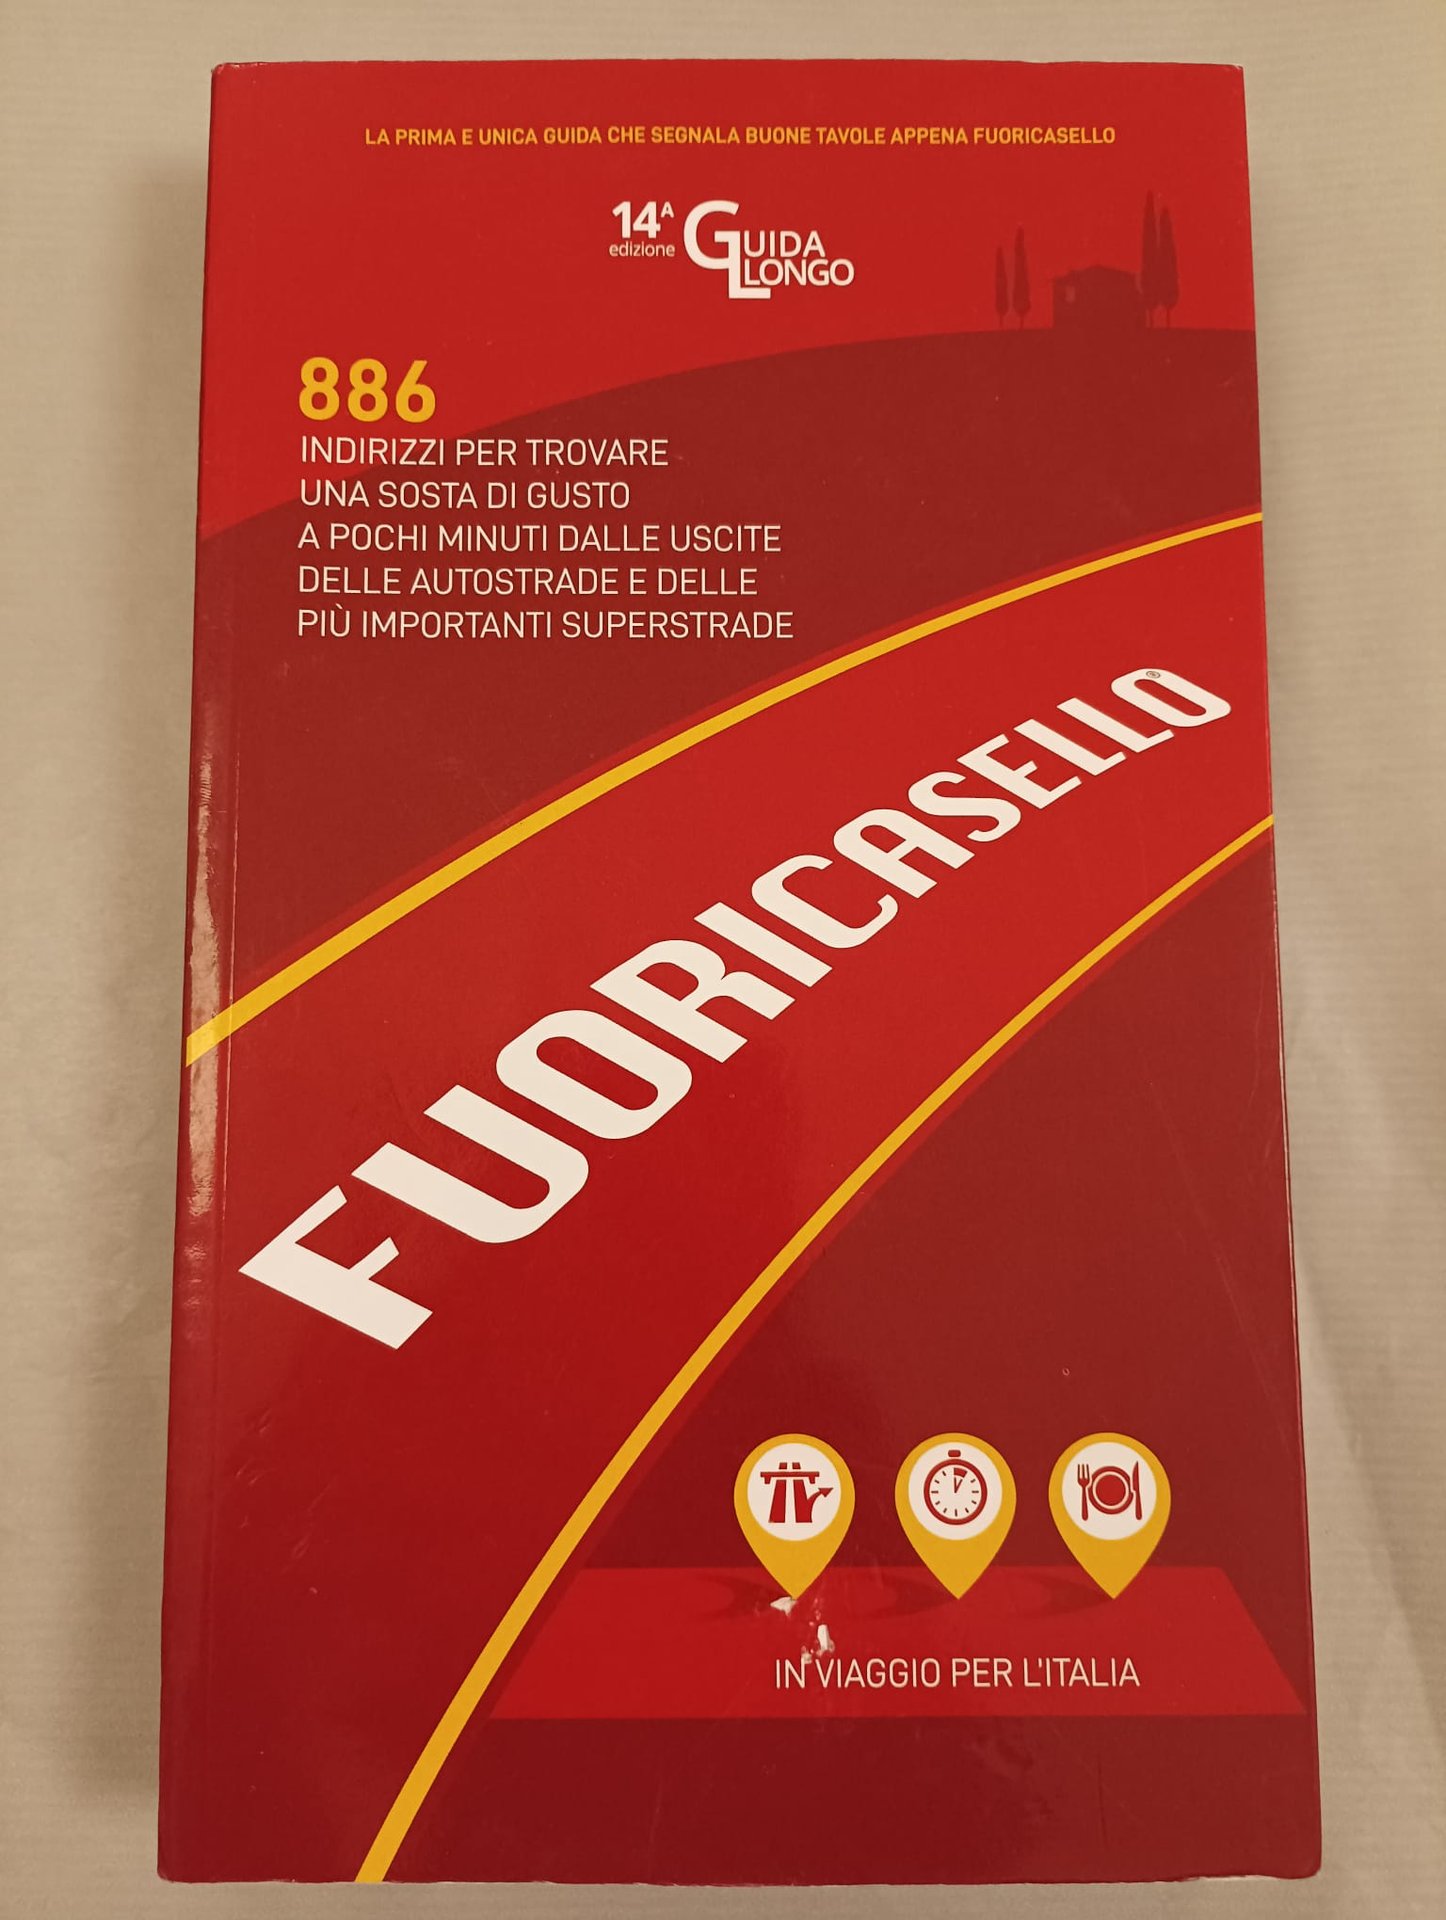 LA PRIMA E UNICA GUIDA CHE SEGNALA BUONE TAVOLE APPENA FUORICASELLO
14A
edizione
GUIDA
LONGO
886
INDIRIZZI PER TROVARE
UNA SOSTA DI GUSTO
A POCHI MINUTI DALLE USCITE
DELLE AUTOSTRADE E DELLE
PIÙ IMPORTANTI SUPERSTRADE
FUORICASELLO®
IN VIAGGIO PER L'ITALIA